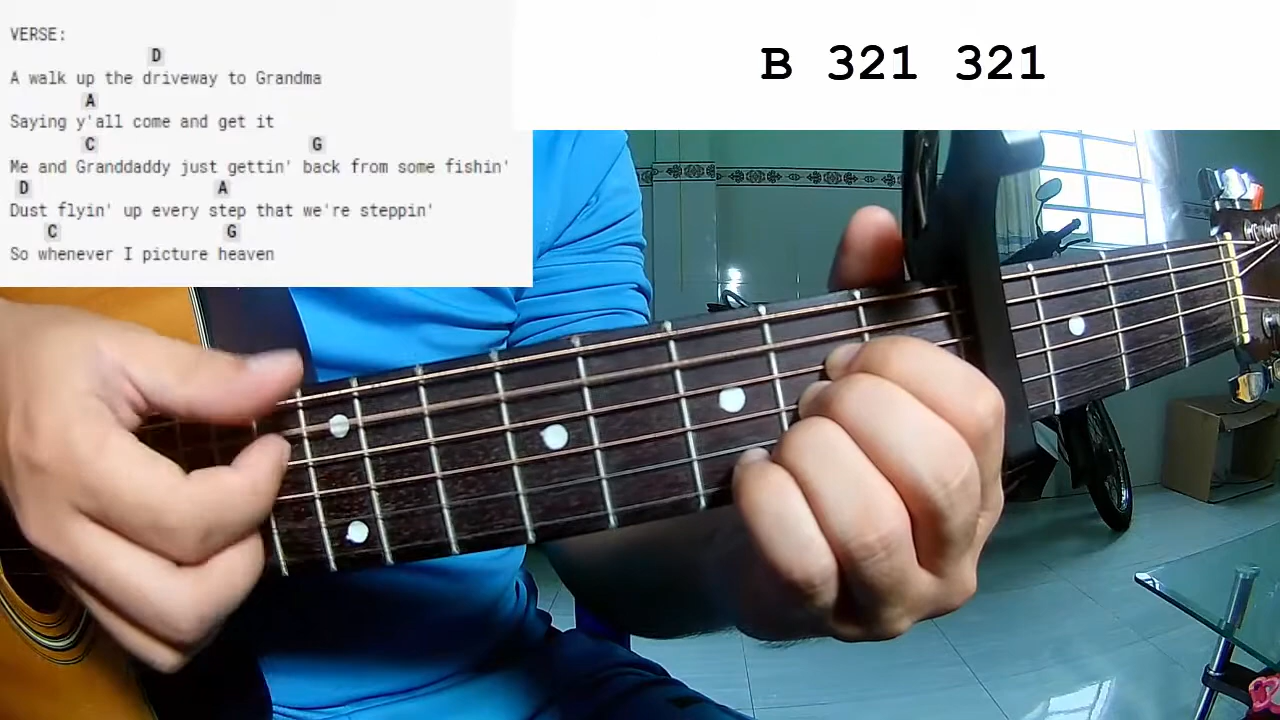 VERSE:
D
A walk up the driveway to Grandma
A
Saying y'all come and get it
C G
Me and Granddaddy just gettin' back from some fishin'
D A
Dust flyin' up every step that we're steppin'
C G
So whenever I picture heaven
B 321 321